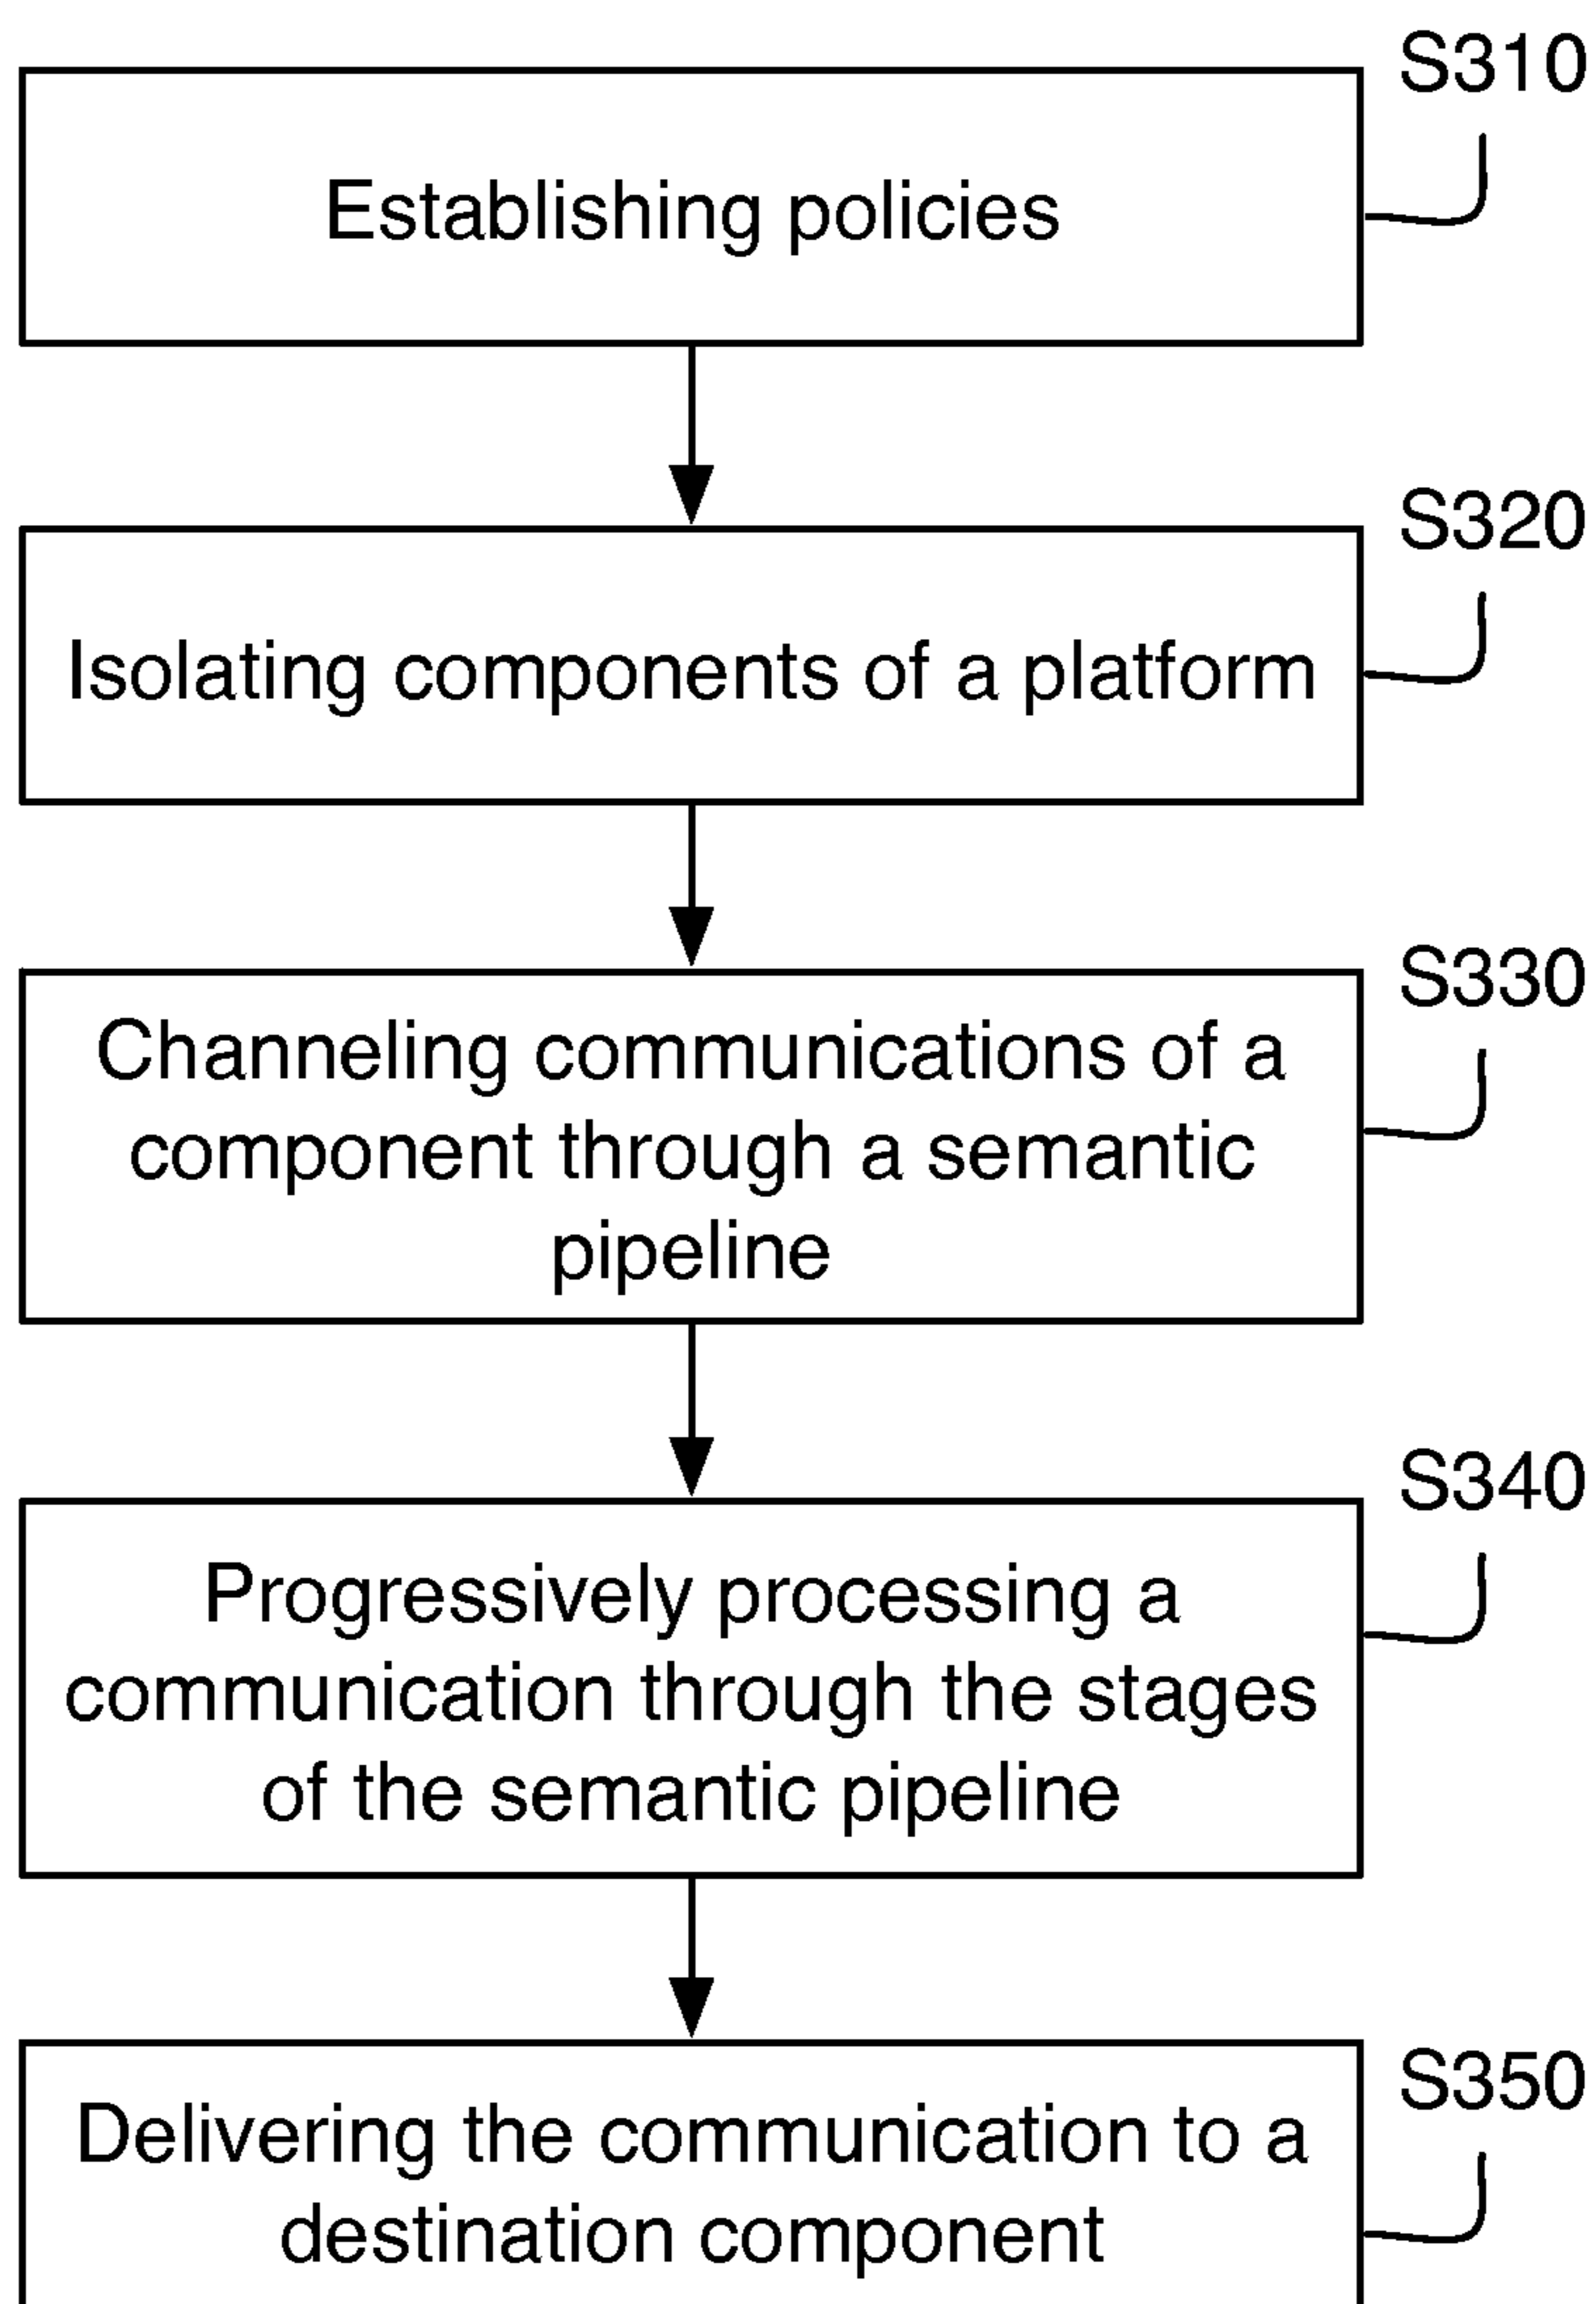 S310
Establishing policies
S320
Isolating components of a platform
S330
Channeling communications of a
component through a semantic
pipeline
S340
Progressively processing a
communication through the stages
of the semantic pipeline
S350
Delivering the communication to a
destination component